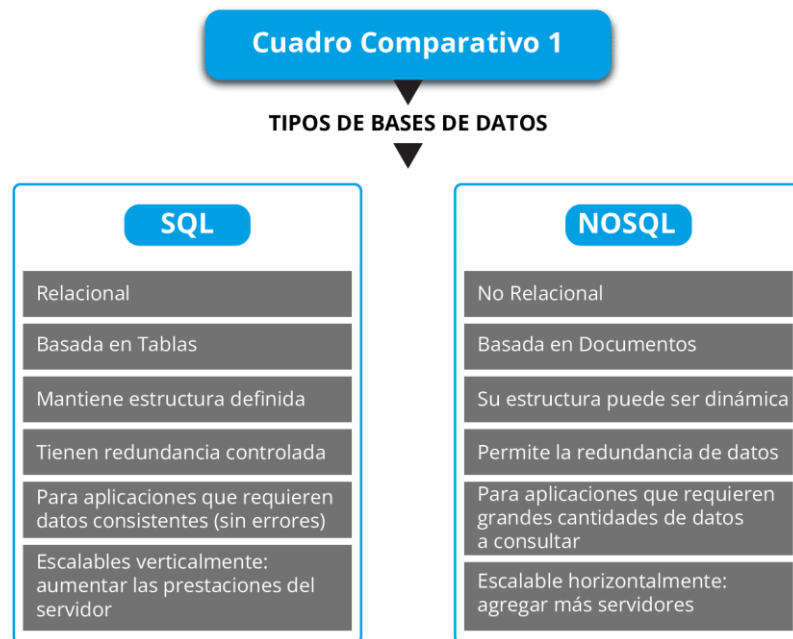 Cuadro Comparativo 1
TIPOS DE BASES DE DATOS
SQL
Relacional
Basada en Tablas
Mantiene estructura definida
Tienen redundancia controlada
Para aplicaciones que requieren
datos consistentes (sin errores)
Escalables verticalmente:
aumentar las prestaciones del
servidor
NOSQL
No Relacional
Basada en Documentos
Su estructura puede ser dinámica
Permite la redundancia de datos
Para aplicaciones que requieren
grandes cantidades de datos
a consultar
Escalable horizontalmente:
agregar más servidores